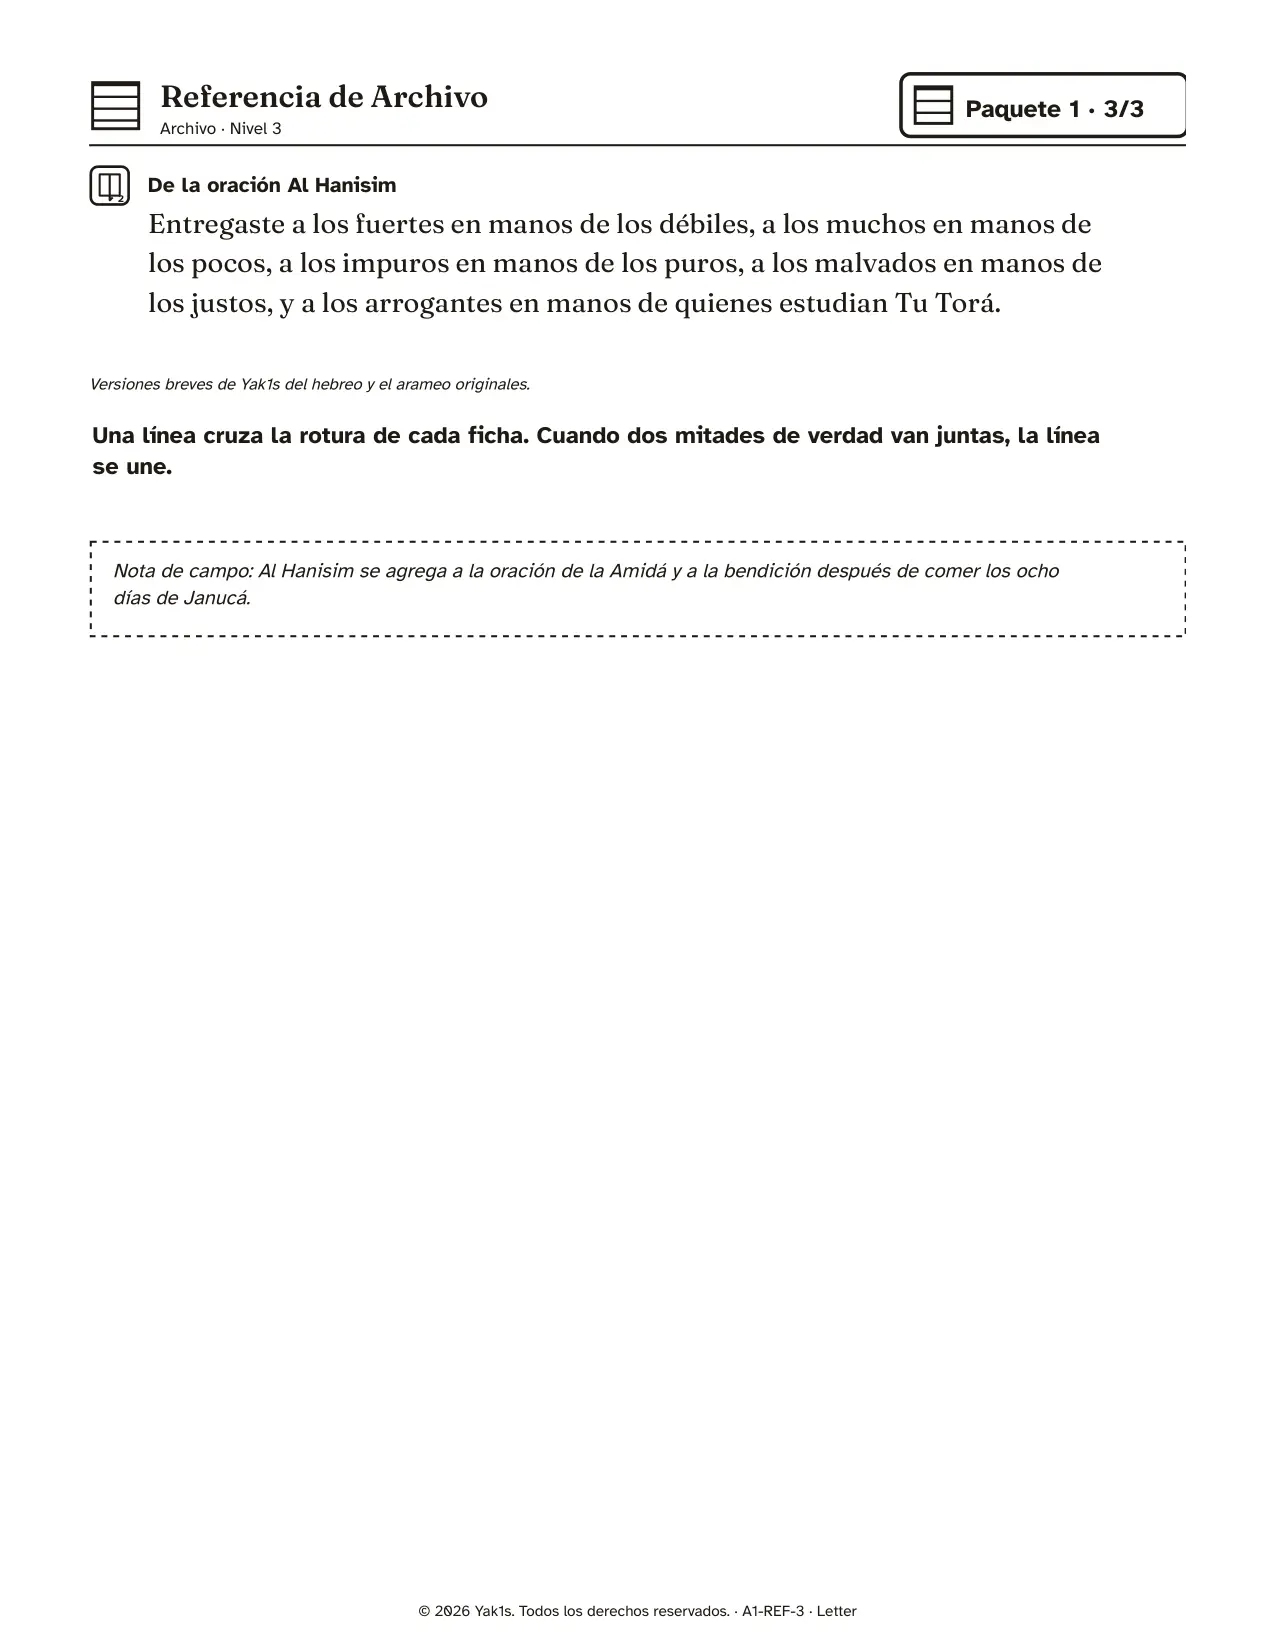 Referencia de Archivo
Archivo · Nivel 3
Paquete 1 · 3/3
2
De la oración Al Hanisim
Entregaste a los fuertes en manos de los débiles, a los muchos en manos de
los pocos, a los impuros en manos de los puros, a los malvados en manos de
los justos, y a los arrogantes en manos de quienes estudian Tu Torá.
Versiones breves de Yak1s del hebreo y el arameo originales.
Una línea cruza la rotura de cada ficha. Cuando dos mitades de verdad van juntas, la línea
se une.
Nota de campo: Al Hanisim se agrega a la oración de la Amidá y a la bendición después de comer los ocho
días de Janucá.
© 2026 Yak1s. Todos los derechos reservados. · A1-REF-3 · Letter